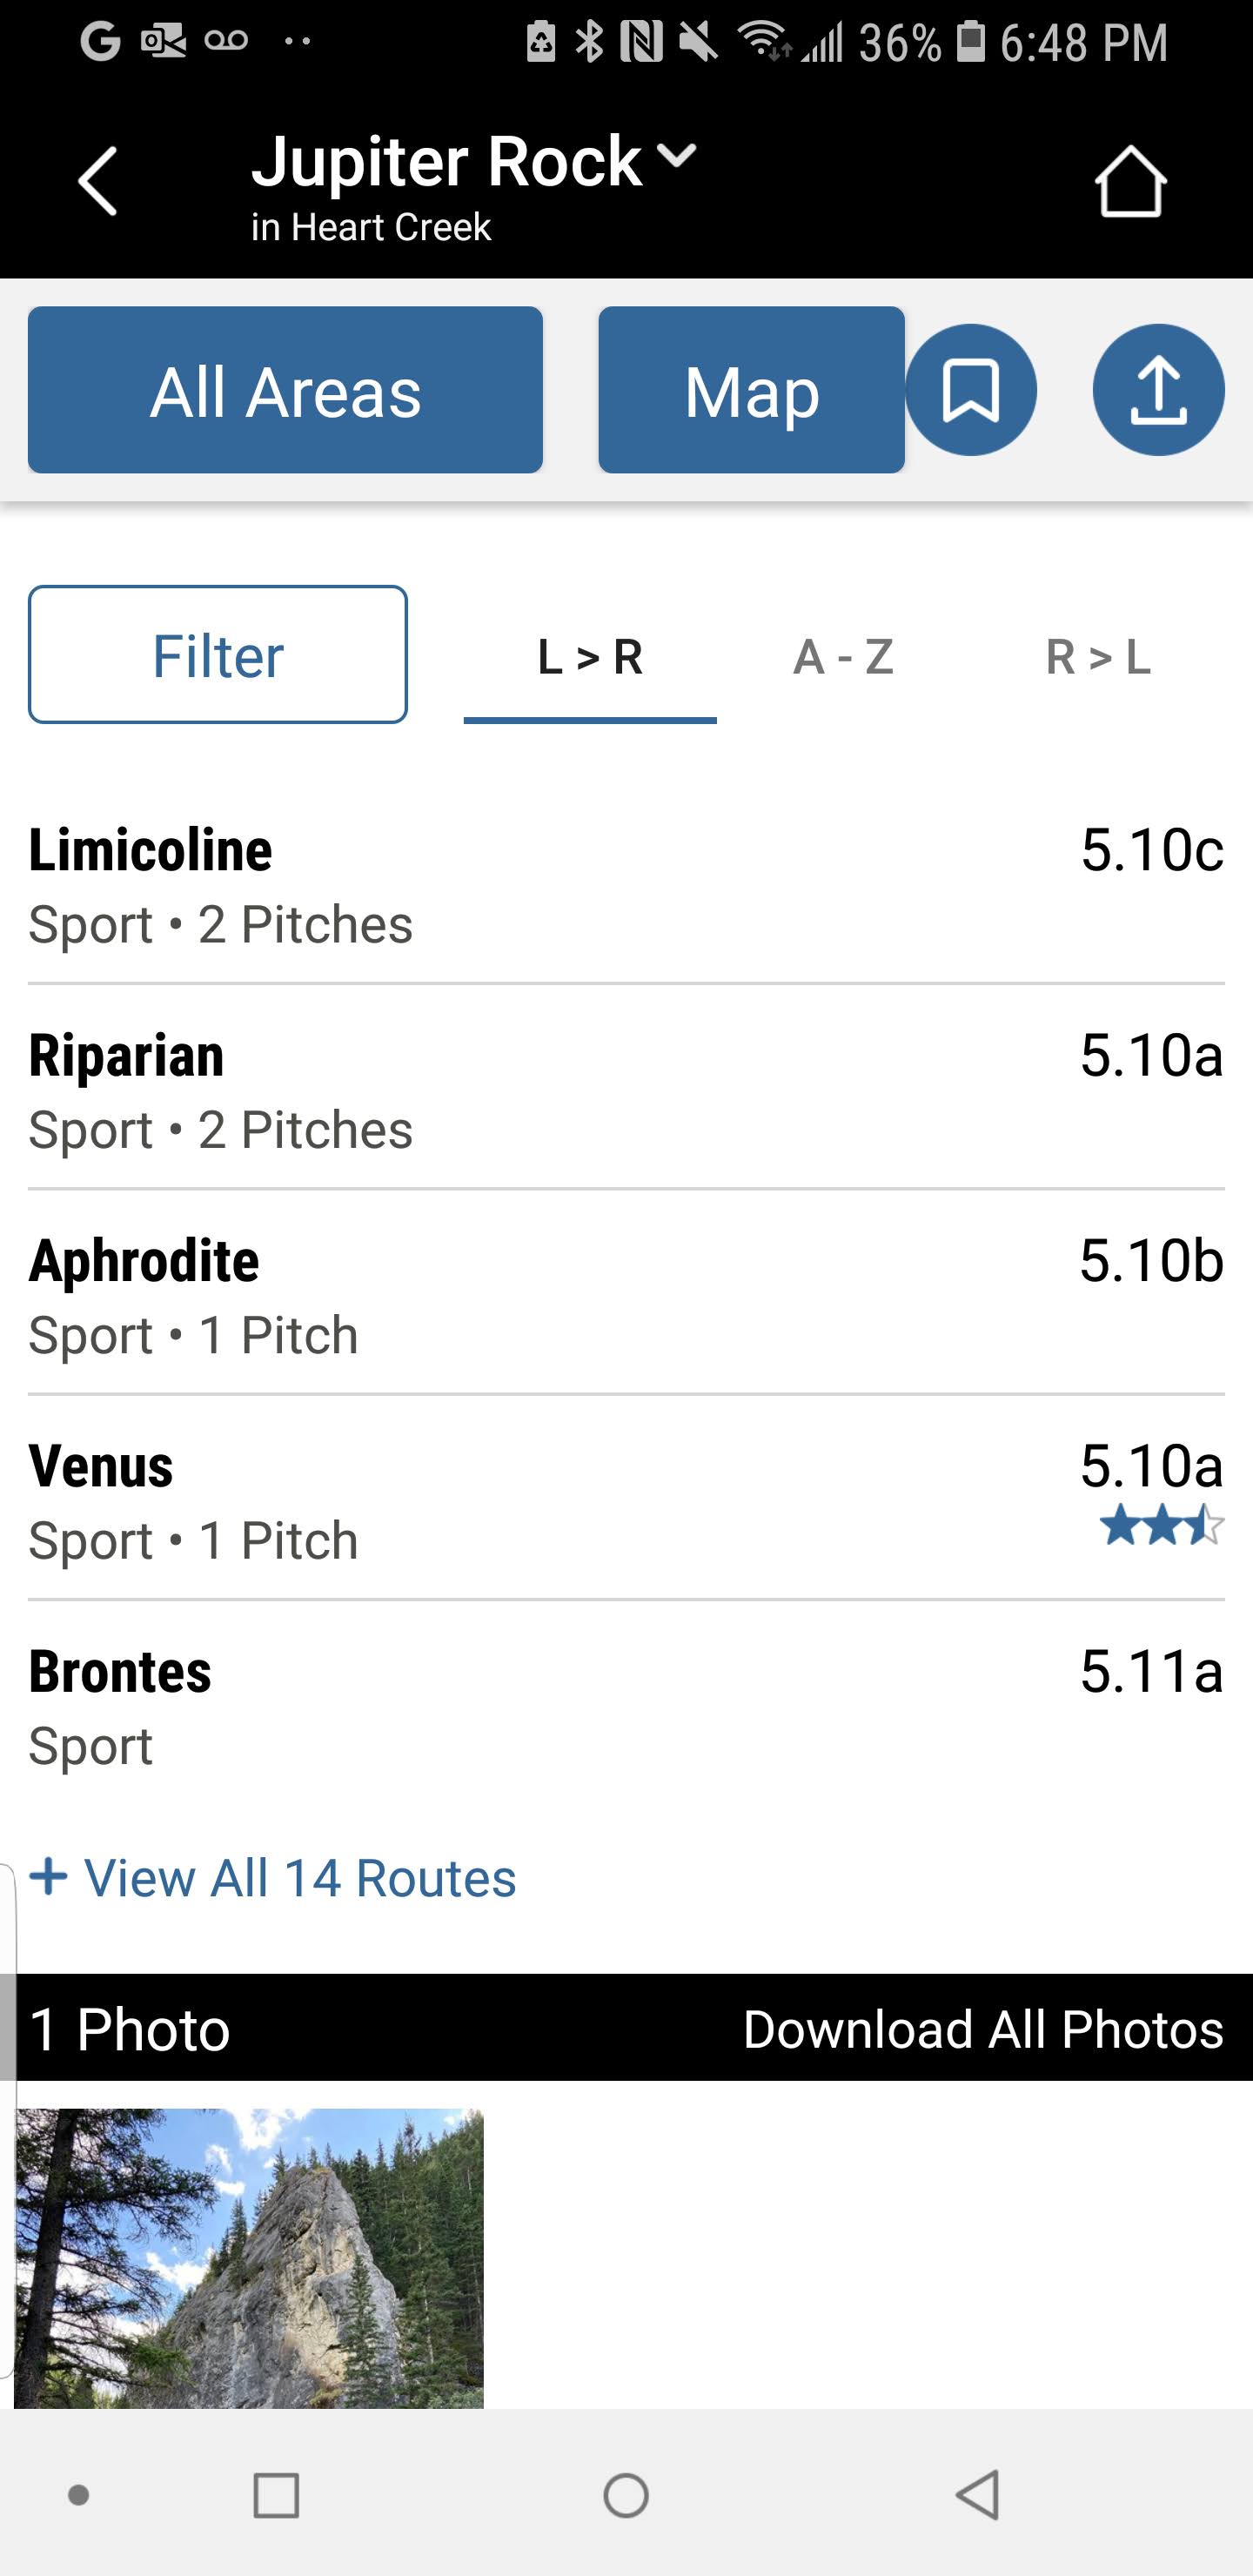 36% 6:48 PM
Jupiter Rock
in Heart Creek
All Areas
Map
Filter
L > R
A - Z
R > L
Limicoline
5.10c
Sport • 2 Pitches
Riparian
5.10a
Sport • 2 Pitches
Aphrodite
5.10b
Sport • 1 Pitch
Venus
5.10a
Sport • 1 Pitch
Brontes
5.11a
Sport
+ View All 14 Routes
1 Photo
Download All Photos